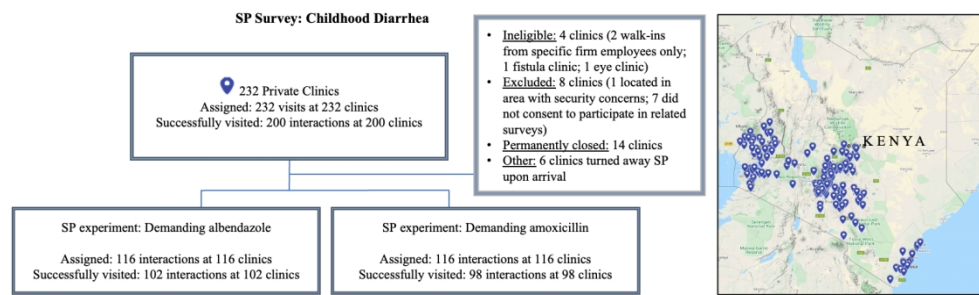 SP Survey: Childhood Diarrhea
232 Private Clinics
Assigned: 232 visits at 232 clinics
Successfully visited: 200 interactions at 200 clinics
• Ineligible: 4 clinics (2 walk-ins
from specific firm employees only;
1 fistula clinic; 1 eye clinic)
• Excluded: 8 clinics (1 located in
area with security concerns; 7 did
not consent to participate in related
surveys)
• Permanently closed: 14 clinics
• Other: 6 clinics turned away SP
upon arrival
SP experiment: Demanding albendazole
Assigned: 116 interactions at 116 clinics
Successfully visited: 102 interactions at 102 clinics
SP experiment: Demanding amoxicillin
Assigned: 116 interactions at 116 clinics
Successfully visited: 98 interactions at 98 clinics
KENYA